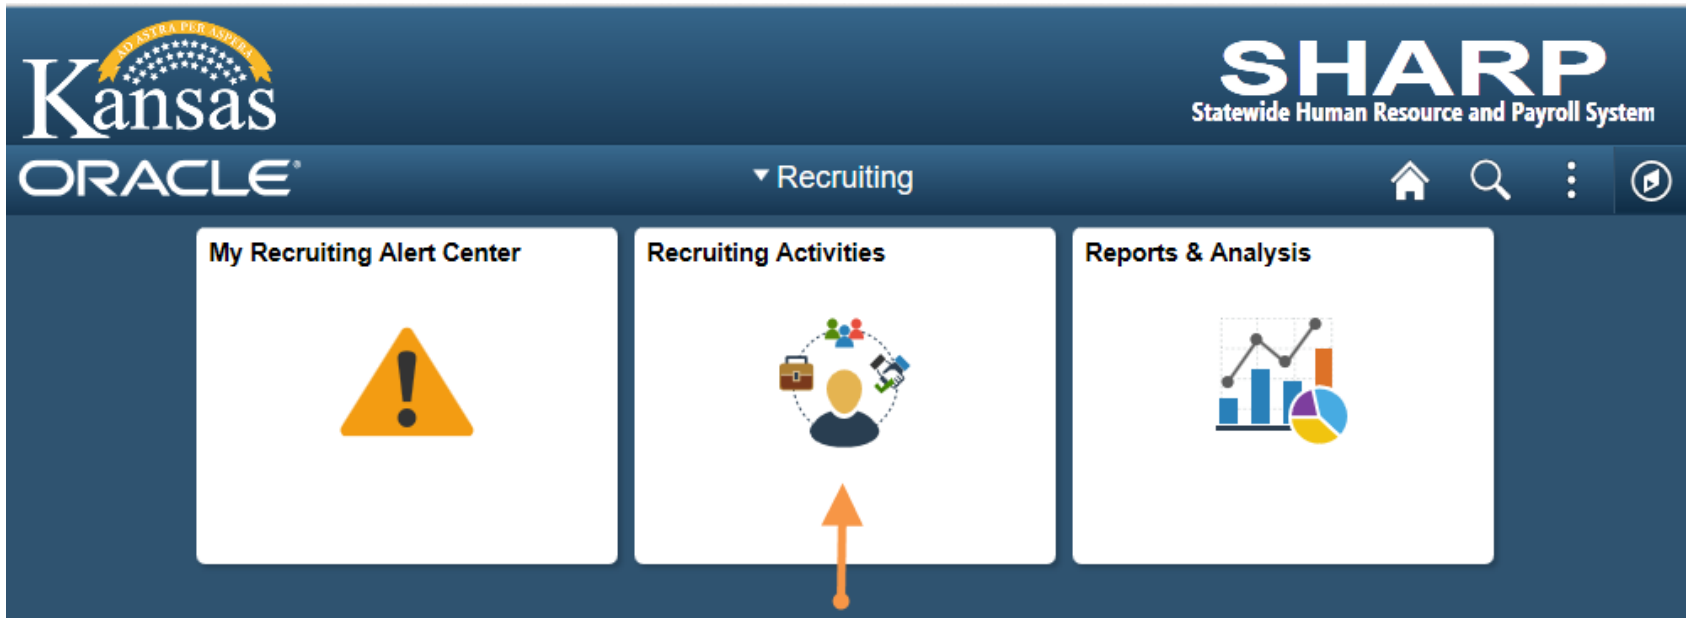 AD ASTRA PER ASPERA
Kansas
SHARP
Statewide Human Resource and Payroll System
ORACLE
Recruiting
My Recruiting Alert Center
Recruiting Activities
Reports & Analysis